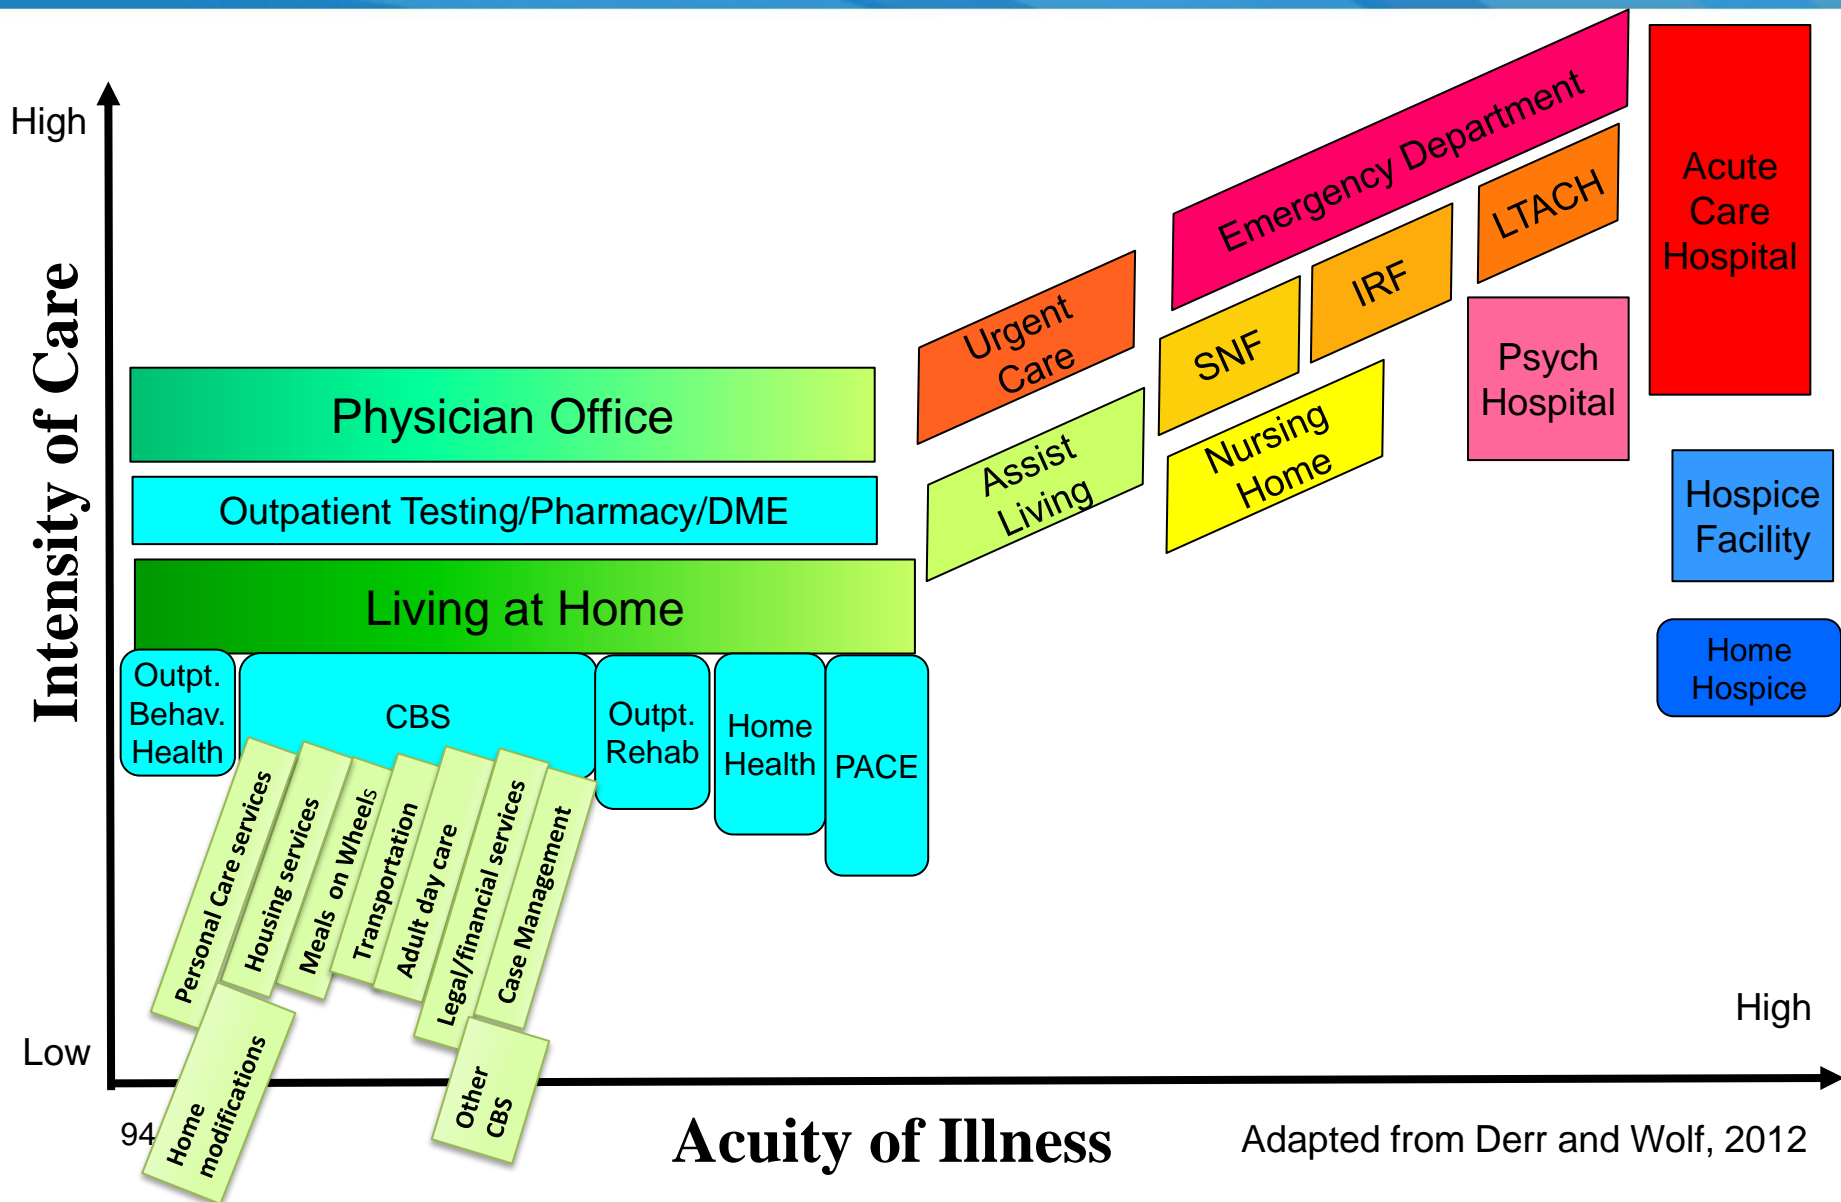 High
Intensity of Care
Low
Physician Office
Outpatient Testing/Pharmacy/DME
Living at Home
Outpt.
Behav.
Health
CBS
Outpt.
Rehab
Home
Health
PACE
Personal Care services
Housing services
Meals on Wheels
Transportation
Adult day care
Legal/financial services
Case Management
Home
modifications
Other
CBS
Urgent
Care
Assist
Living
Emergency Department
SNF
IRF
LTACH
Nursing
Home
Psych
Hospital
Acute
Care
Hospital
Hospice
Facility
Home
Hospice
High
94
Acuity of Illness
Adapted from Derr and Wolf, 2012